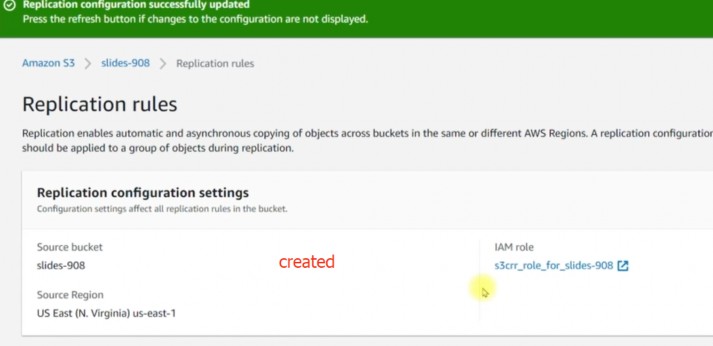 Replication configuration successfully updated
Press the refresh button if changes to the configuration are not displayed.
Amazon S3 > slides-908 > Replication rules
Replication rules
Replication enables automatic and asynchronous copying of objects across buckets in the same or different AWS Regions. A replication configuration
should be applied to a group of objects during replication.
Replication configuration settings
Configuration settings affect all replication rules in the bucket.
Source bucket
slides-908
created
IAM role
s3crr_role_for_slides-908
Source Region
US East (N. Virginia) us-east-1